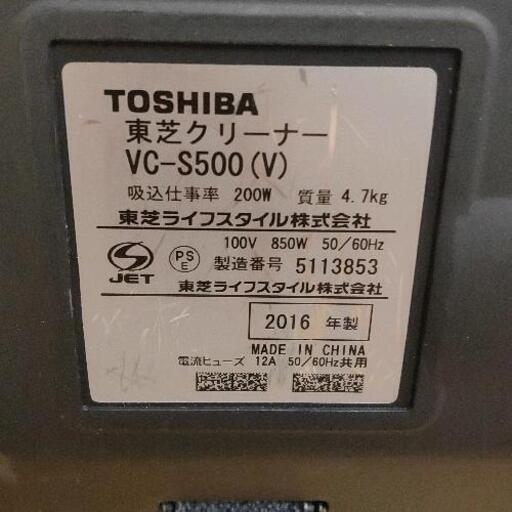 TOSHIBA
東芝クリーナー
VC-S500(V)
吸込仕事率 200W 質量 4.7kg
東芝ライフスタイル株式会社
100V 850W 50/60Hz
S JET PS E 製造番号 5113853
東芝ライフスタイル株式会社
2016 年製
MADE IN CHINA
電流ヒューズ 12A 50/60Hz共用